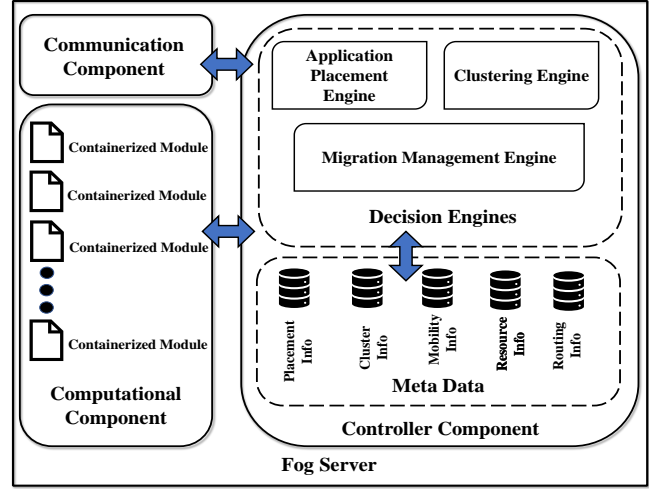 Communication
Component
Containerized Module
Containerized Module
Containerized Module
Containerized Module
Computational
Component
Application
Placement
Engine
Clustering Engine
Migration Management Engine
Decision Engines
Placement
Info
Cluster
Info
Mobility
Info
Resource
Info
Routing
Info
Meta Data
Controller Component
Fog Server